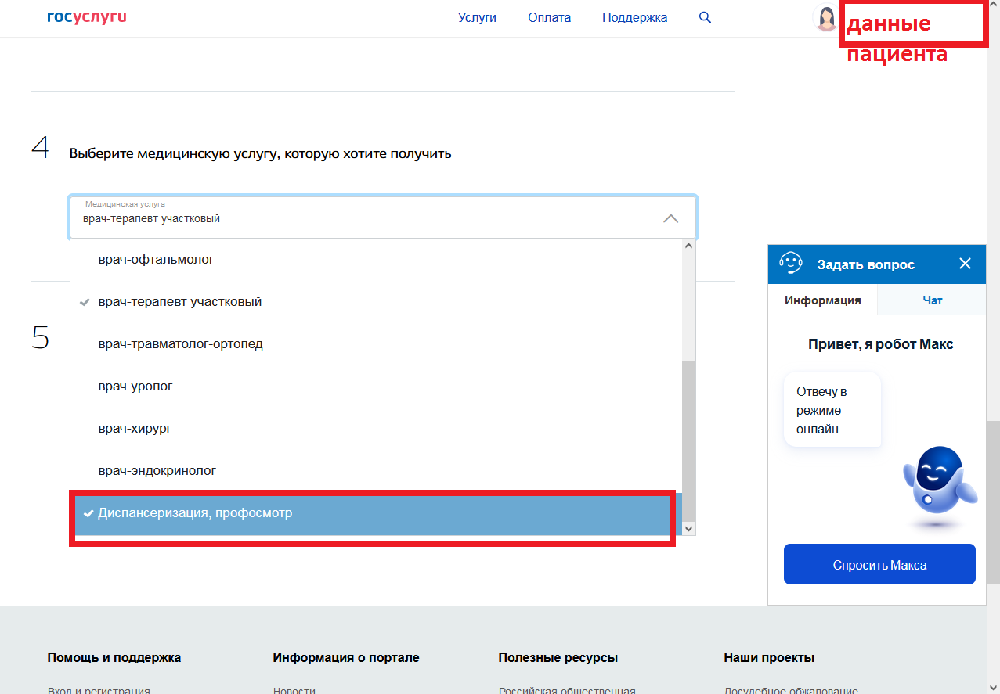 госуслуги
Услуги
Оплата
Поддержка
данные
пациента
4
Выберите медицинскую услугу, которую хотите получить
Медицинская услуга
врач-терапевт участковый
врач-офтальмолог
врач-терапевт участковый
врач-травматолог-ортопед
врач-уролог
врач-хирург
врач-эндокринолог
Диспансеризация, профосмотр
5
Задать вопрос
Информация
Чат
Привет, я робот Макс
Отвечу в
режиме
онлайн
Спросить Макса
Помощь и поддержка
Информация о портале
Полезные ресурсы
Наши проекты
Вход и регистрация
Новости
Российская общественная
Досудебное обжалование